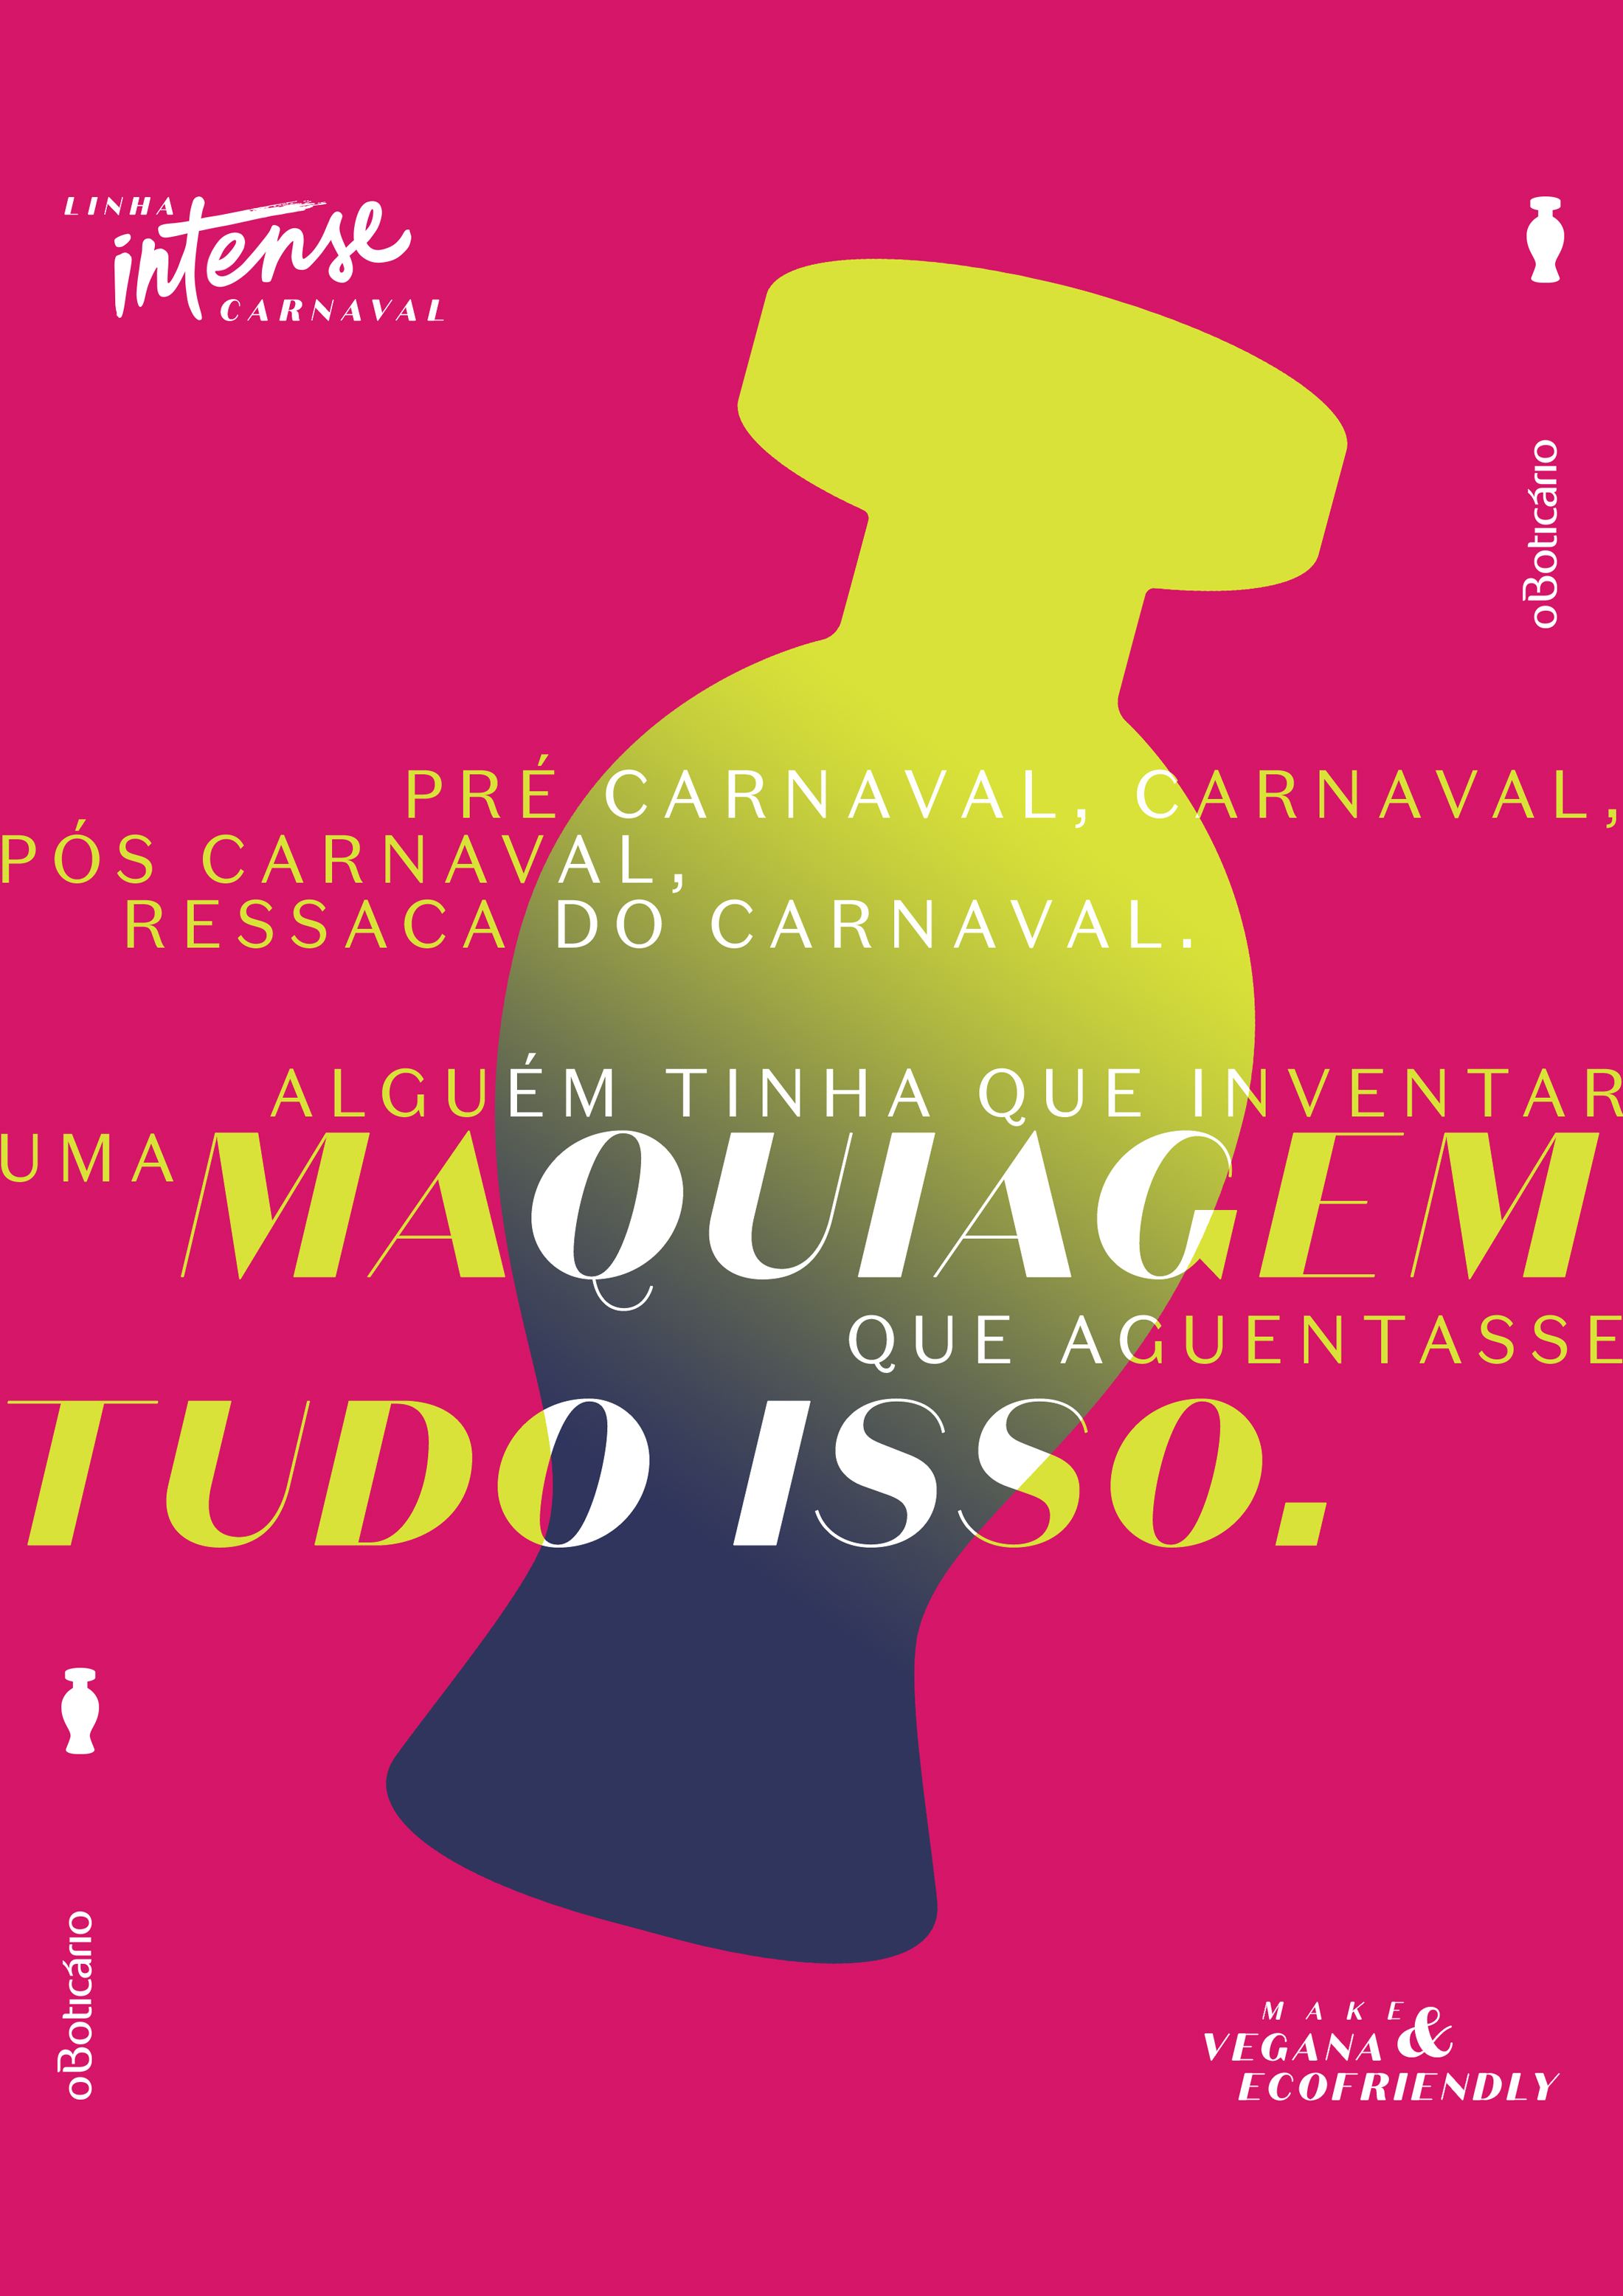 LINHA
intense
CARNAVAL
oBoticário
PRÉ CARNAVAL, CARNAVAL,
PÓS CARNAVAL,
RESSACA DO CARNAVAL.
ALGUÉM TINHA QUE INVENTAR
UMA MAQUIAGEM
QUE AGUENTASSE
TUDO ISSO.
oBoticário
MAKE
VEGANA &
ECOFRIENDLY